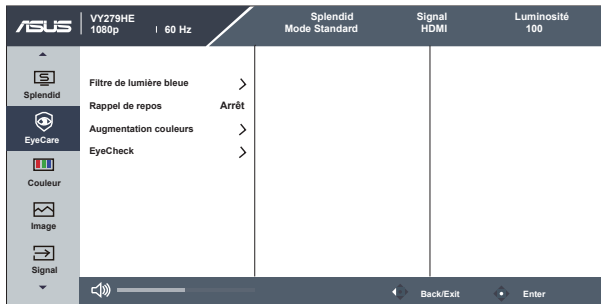 ASUS
VY279HE
1080p | 60 Hz
Splendid
Mode Standard
Signal
HDMI
Luminosité
100
Splendid
EyeCare
Couleur
Image
Signal
Filtre de lumière bleue
Rappel de repos Arrêt
Augmentation couleurs
EyeCheck
Back/Exit
Enter